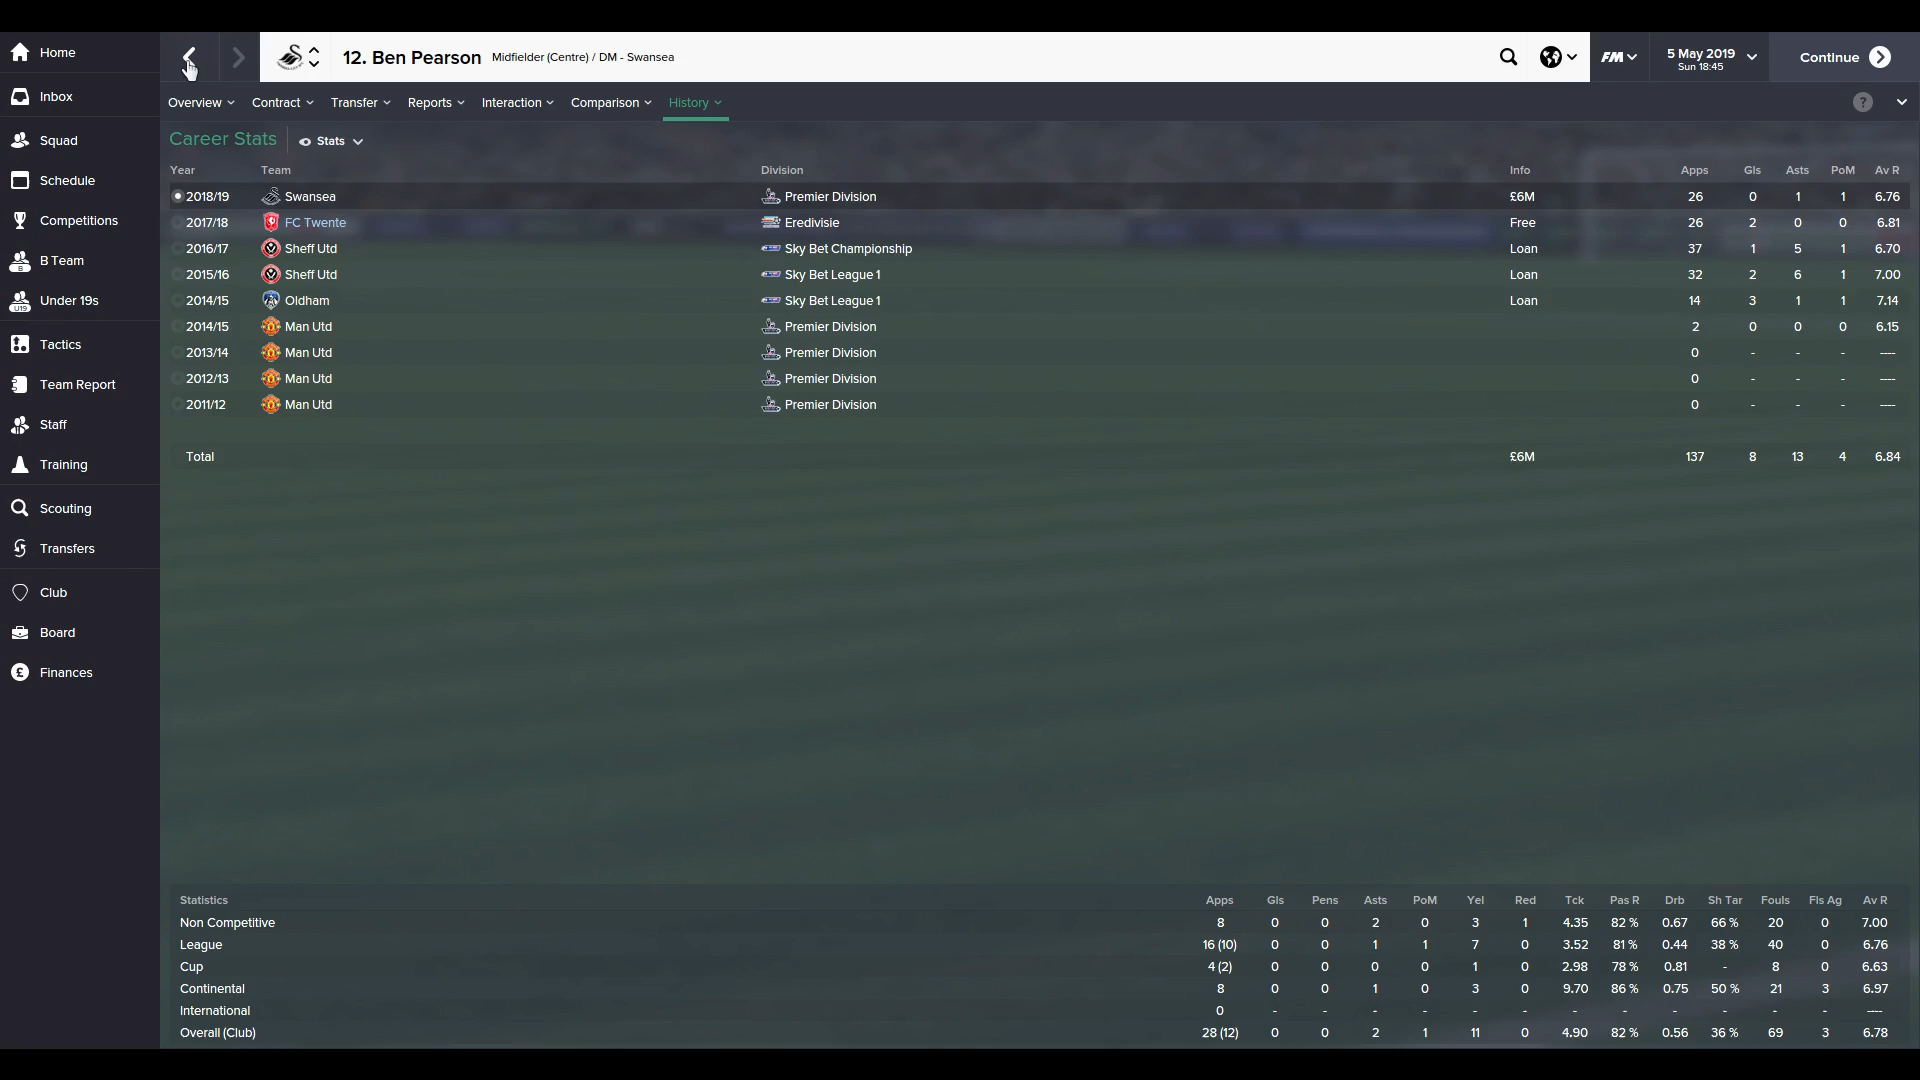 Home
Inbox
Squad
Schedule
Competitions
B Team
Under 19s
Tactics
Team Report
Staff
Training
Scouting
Transfers
Club
Board
Finances
12. Ben Pearson Midfielder (Centre) / DM - Swansea FM 5 May 2019 Sun 18:45 Continue
Overview Contract Transfer Reports Interaction Comparison History ?
Career Stats Stats
Year Team Division Info Apps Gls Asts PoM Av R
2018/19 Swansea Premier Division £6M 26 0 1 1 6.76
2017/18 FC Twente Eredivisie Free 26 2 0 0 6.81
2016/17 Sheff Utd Sky Bet Championship Loan 37 1 5 1 6.70
2015/16 Sheff Utd Sky Bet League 1 Loan 32 2 6 1 7.00
2014/15 Oldham Sky Bet League 1 Loan 14 3 1 1 7.14
2014/15 Man Utd Premier Division 2 0 0 0 6.15
2013/14 Man Utd Premier Division 0 - - - ----
2012/13 Man Utd Premier Division 0 - - - ----
2011/12 Man Utd Premier Division 0 - - - ----
Total £6M 137 8 13 4 6.84
Statistics Apps Gls Pens Asts PoM Yel Red Tck Pas R Drb Sh Tar Fouls Fls Ag Av R
Non Competitive 8 0 0 2 0 3 1 4.35 82 % 0.67 66 % 20 0 7.00
League 16 (10) 0 0 1 1 7 0 3.52 81 % 0.44 38 % 40 0 6.76
Cup 4 (2) 0 0 0 0 1 0 2.98 78 % 0.81 - 8 0 6.63
Continental 8 0 0 1 0 3 0 9.70 86 % 0.75 50 % 21 3 6.97
International 0 - - - - - - - - - - - - ----
Overall (Club) 28 (12) 0 0 2 1 11 0 4.90 82 % 0.56 36 % 69 3 6.78